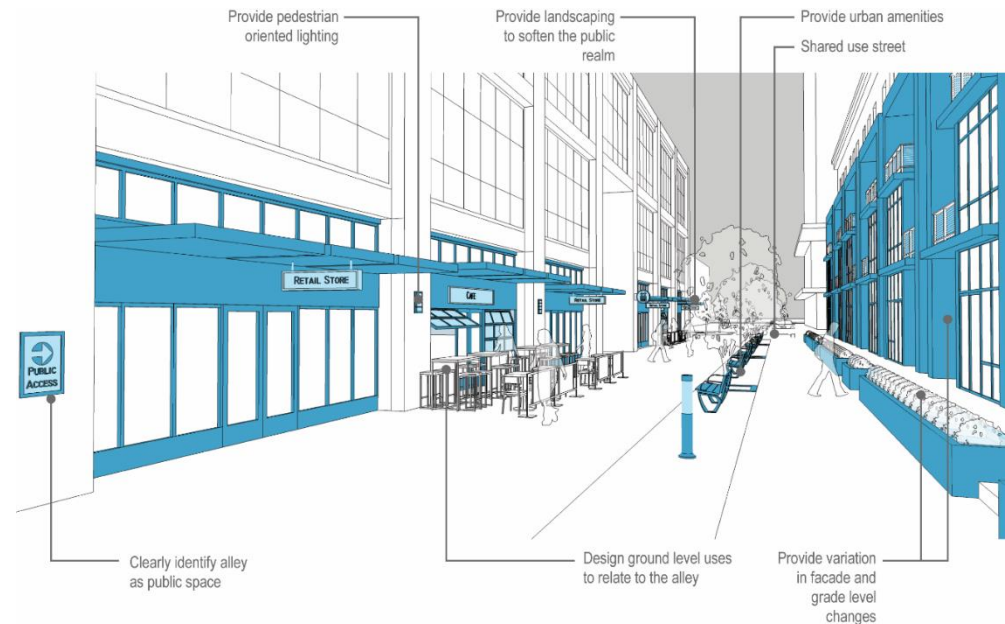 Provide pedestrian
oriented lighting
Provide landscaping
to soften the public
realm
Provide urban amenities
Shared use street
RETAIL STORE
CAFE
RETAIL STORE
PUBLIC
ACCESS
Clearly identify alley
as public space
Design ground level uses
to relate to the alley
Provide variation
in facade and
grade level
changes